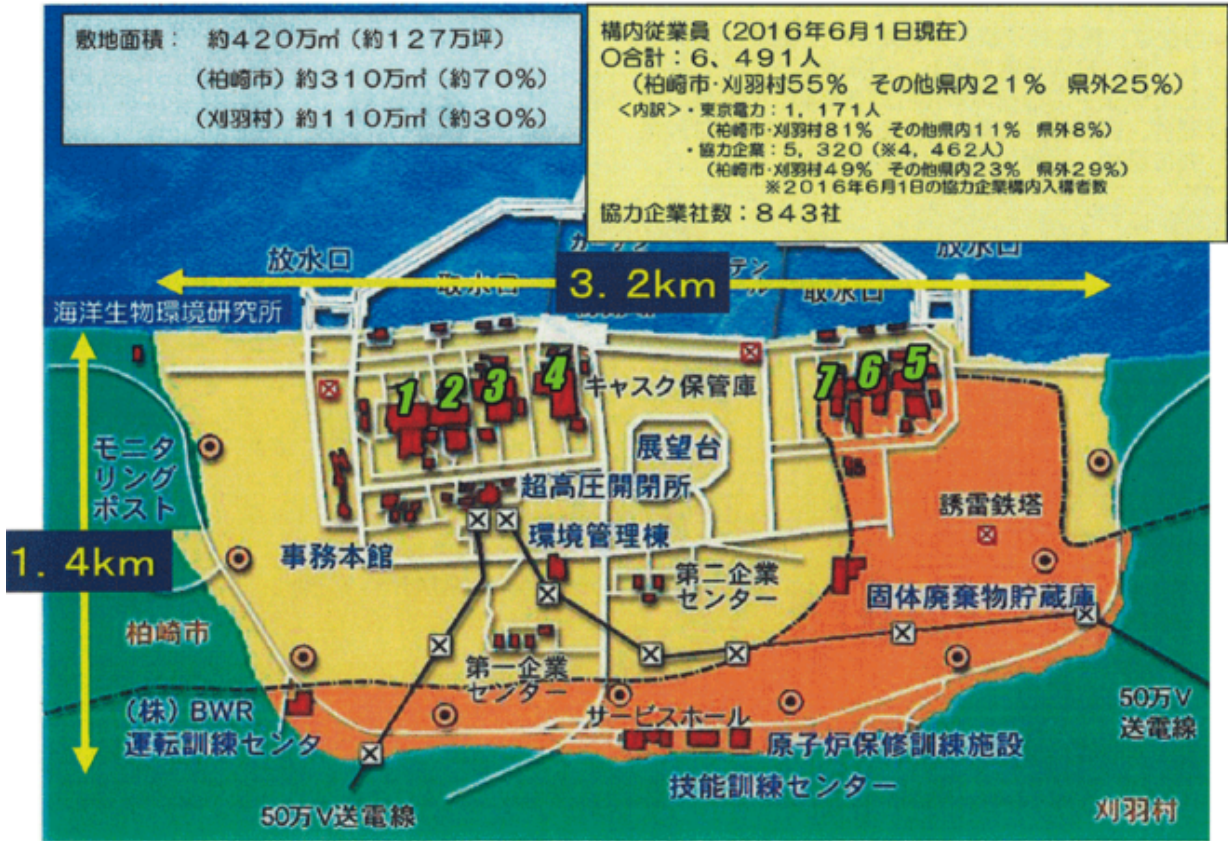 敷地面積： 約420万㎡（約127万坪）
（柏崎市）約310万㎡（約70%）
（刈羽村）約110万㎡（約30%）
構内従業員（2016年6月1日現在）
〇合計：6、491人
（柏崎市・刈羽村55% その他県内21% 県外25%）
＜内訳＞・東京電力：1，171人
（柏崎市・刈羽村81% その他県内11% 県外8%）
・協力企業：5，320（※4，462人）
（柏崎市・刈羽村49% その他県内23% 県外29%）
※2016年6月1日の協力企業構内入構者数
協力企業社数：843社
放水口
取水口
3．2km
取水口
放水口
海洋生物環境研究所
1
2
3
4
7
6
5
キャスク保管庫
モニタ
リング
ポスト
展望台
超高圧開閉所
誘雷鉄塔
1．4km
事務本館
環境管理棟
第二企業
センター
固体廃棄物貯蔵庫
柏崎市
第一企業
センター
（株）BWR
運転訓練センタ
サービスホール
原子炉保修訓練施設
50万V
送電線
技能訓練センター
50万V送電線
刈羽村